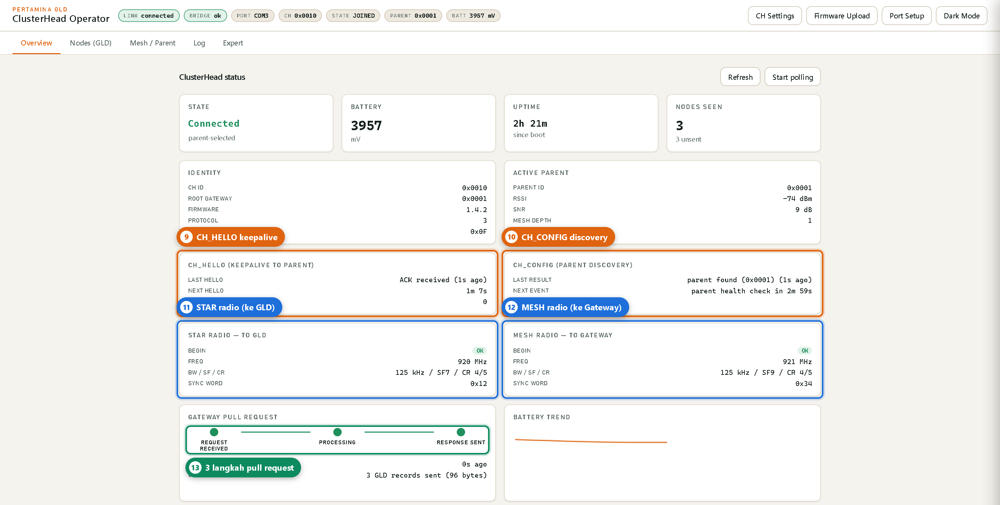 PERTAMINA GLD
ClusterHead Operator
LINK connected
BRIDGE ok
PORT COM3
CH 0x0010
STATE JOINED
PARENT 0x0001
BATT 3957 mV
CH Settings
Firmware Upload
Port Setup
Dark Mode
Overview
Nodes (GLD)
Mesh / Parent
Log
Expert
ClusterHead status
Refresh
Start polling
STATE
Connected
parent-selected
BATTERY
3957
mV
UPTIME
2h 21m
since boot
NODES SEEN
3
3 unsent
IDENTITY
CH ID 0x0010
ROOT GATEWAY 0x0001
FIRMWARE 1.4.2
PROTOCOL 3
0x0F
ACTIVE PARENT
PARENT ID 0x0001
RSSI -74 dBm
SNR 9 dB
MESH DEPTH 1
9 CH_HELLO keepalive
10 CH_CONFIG discovery
CH_HELLO (KEEPALIVE TO PARENT)
LAST HELLO ACK received (1s ago)
NEXT HELLO 1m 7s
0
CH_CONFIG (PARENT DISCOVERY)
LAST RESULT parent found (0x0001) (1s ago)
NEXT EVENT parent health check in 2m 59s
11 STAR radio (ke GLD)
12 MESH radio (ke Gateway)
STAR RADIO — TO GLD
BEGIN OK
FREQ 920 MHz
BW / SF / CR 125 kHz / SF7 / CR 4/5
SYNC WORD 0x12
MESH RADIO — TO GATEWAY
BEGIN OK
FREQ 921 MHz
BW / SF / CR 125 kHz / SF9 / CR 4/5
SYNC WORD 0x34
GATEWAY PULL REQUEST
REQUEST
RECEIVED
PROCESSING
RESPONSE SENT
13 3 langkah pull request
0s ago
3 GLD records sent (96 bytes)
BATTERY TREND